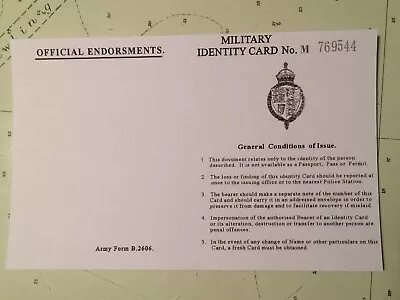 OFFICIAL ENDORSMENTS.
Army Form B.2606.
MILITARY
IDENTITY CARD No. M 769544
General Conditions of Issue.
1 This document relates only to the identity of the person
described. It is not available as a Passport, Pass or Permit.
2. The loss or finding of this identity Card should be reported
at once to the issuing office or to the nearest Police Station.
3. The bearer should make a separate note of the number of this
Card and should carry it in an addressed envelope in order to
preserve it from damage and to facilitate recovery if mislaid.
4. Impersonation of the authorised Bearer of an Identity Card
or its alteration, destruction or transfer to another person are
penal offences.
5. In the event of any change of Name or other particulars on this
Card, a fresh Card must be obtained.